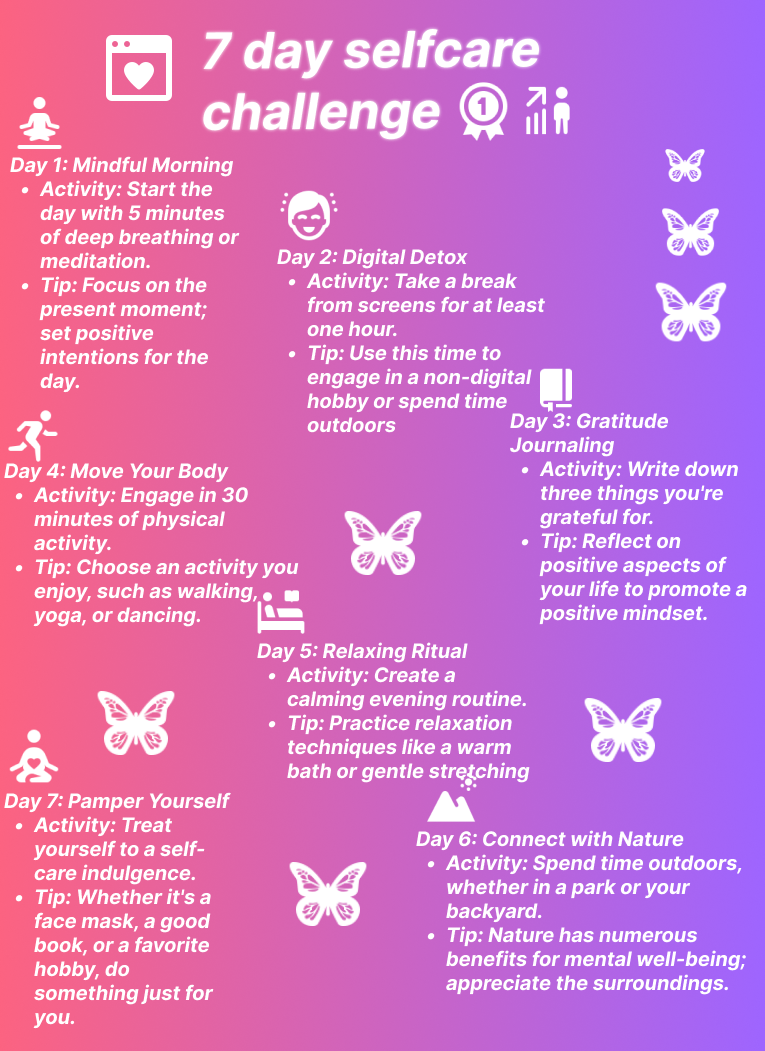 7 day selfcare
challenge
1
Day 1: Mindful Morning
• Activity: Start the
day with 5 minutes
of deep breathing or
meditation.
• Tip: Focus on the
present moment;
set positive
intentions for the
day.
Day 2: Digital Detox
• Activity: Take a break
from screens for at least
one hour.
• Tip: Use this time to
engage in a non-digital
hobby or spend time
outdoors
Day 3: Gratitude
Journaling
• Activity: Write down
three things you're
grateful for.
• Tip: Reflect on
positive aspects of
your life to promote a
positive mindset.
Day 4: Move Your Body
• Activity: Engage in 30
minutes of physical
activity.
• Tip: Choose an activity you
enjoy, such as walking,
yoga, or dancing.
Day 5: Relaxing Ritual
• Activity: Create a
calming evening routine.
• Tip: Practice relaxation
techniques like a warm
bath or gentle stretching
Day 6: Connect with Nature
• Activity: Spend time outdoors,
whether in a park or your
backyard.
• Tip: Nature has numerous
benefits for mental well-being;
appreciate the surroundings.
Day 7: Pamper Yourself
• Activity: Treat
yourself to a self-
care indulgence.
• Tip: Whether it's a
face mask, a good
book, or a favorite
hobby, do
something just for
you.